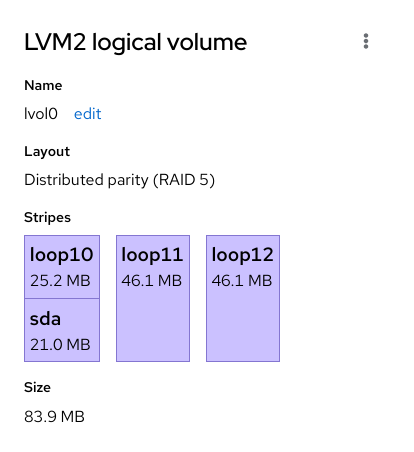 LVM2 logical volume
Name
lvol0 edit
Layout
Distributed parity (RAID 5)
Stripes
loop10 loop11 loop12
25.2 MB 46.1 MB 46.1 MB
sda
21.0 MB
Size
83.9 MB